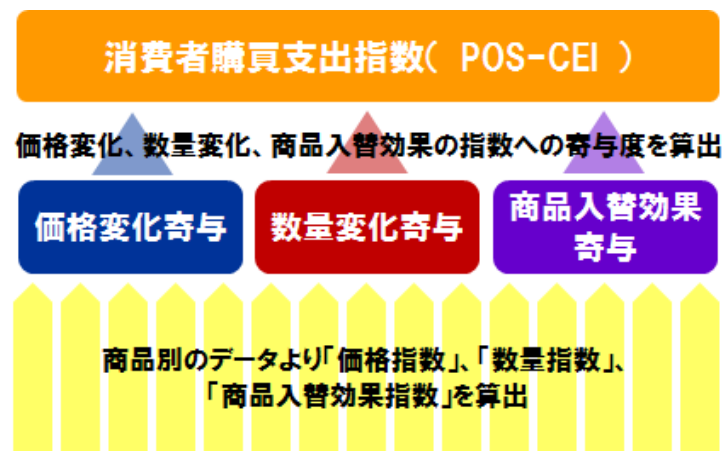 消費者購買支出指数( POS-CEI )
価格変化、数量変化、商品入替効果の指数への寄与度を算出
価格変化寄与
数量変化寄与
商品入替効果
寄与
商品別のデータより「価格指数」、「数量指数」、
「商品入替効果指数」を算出